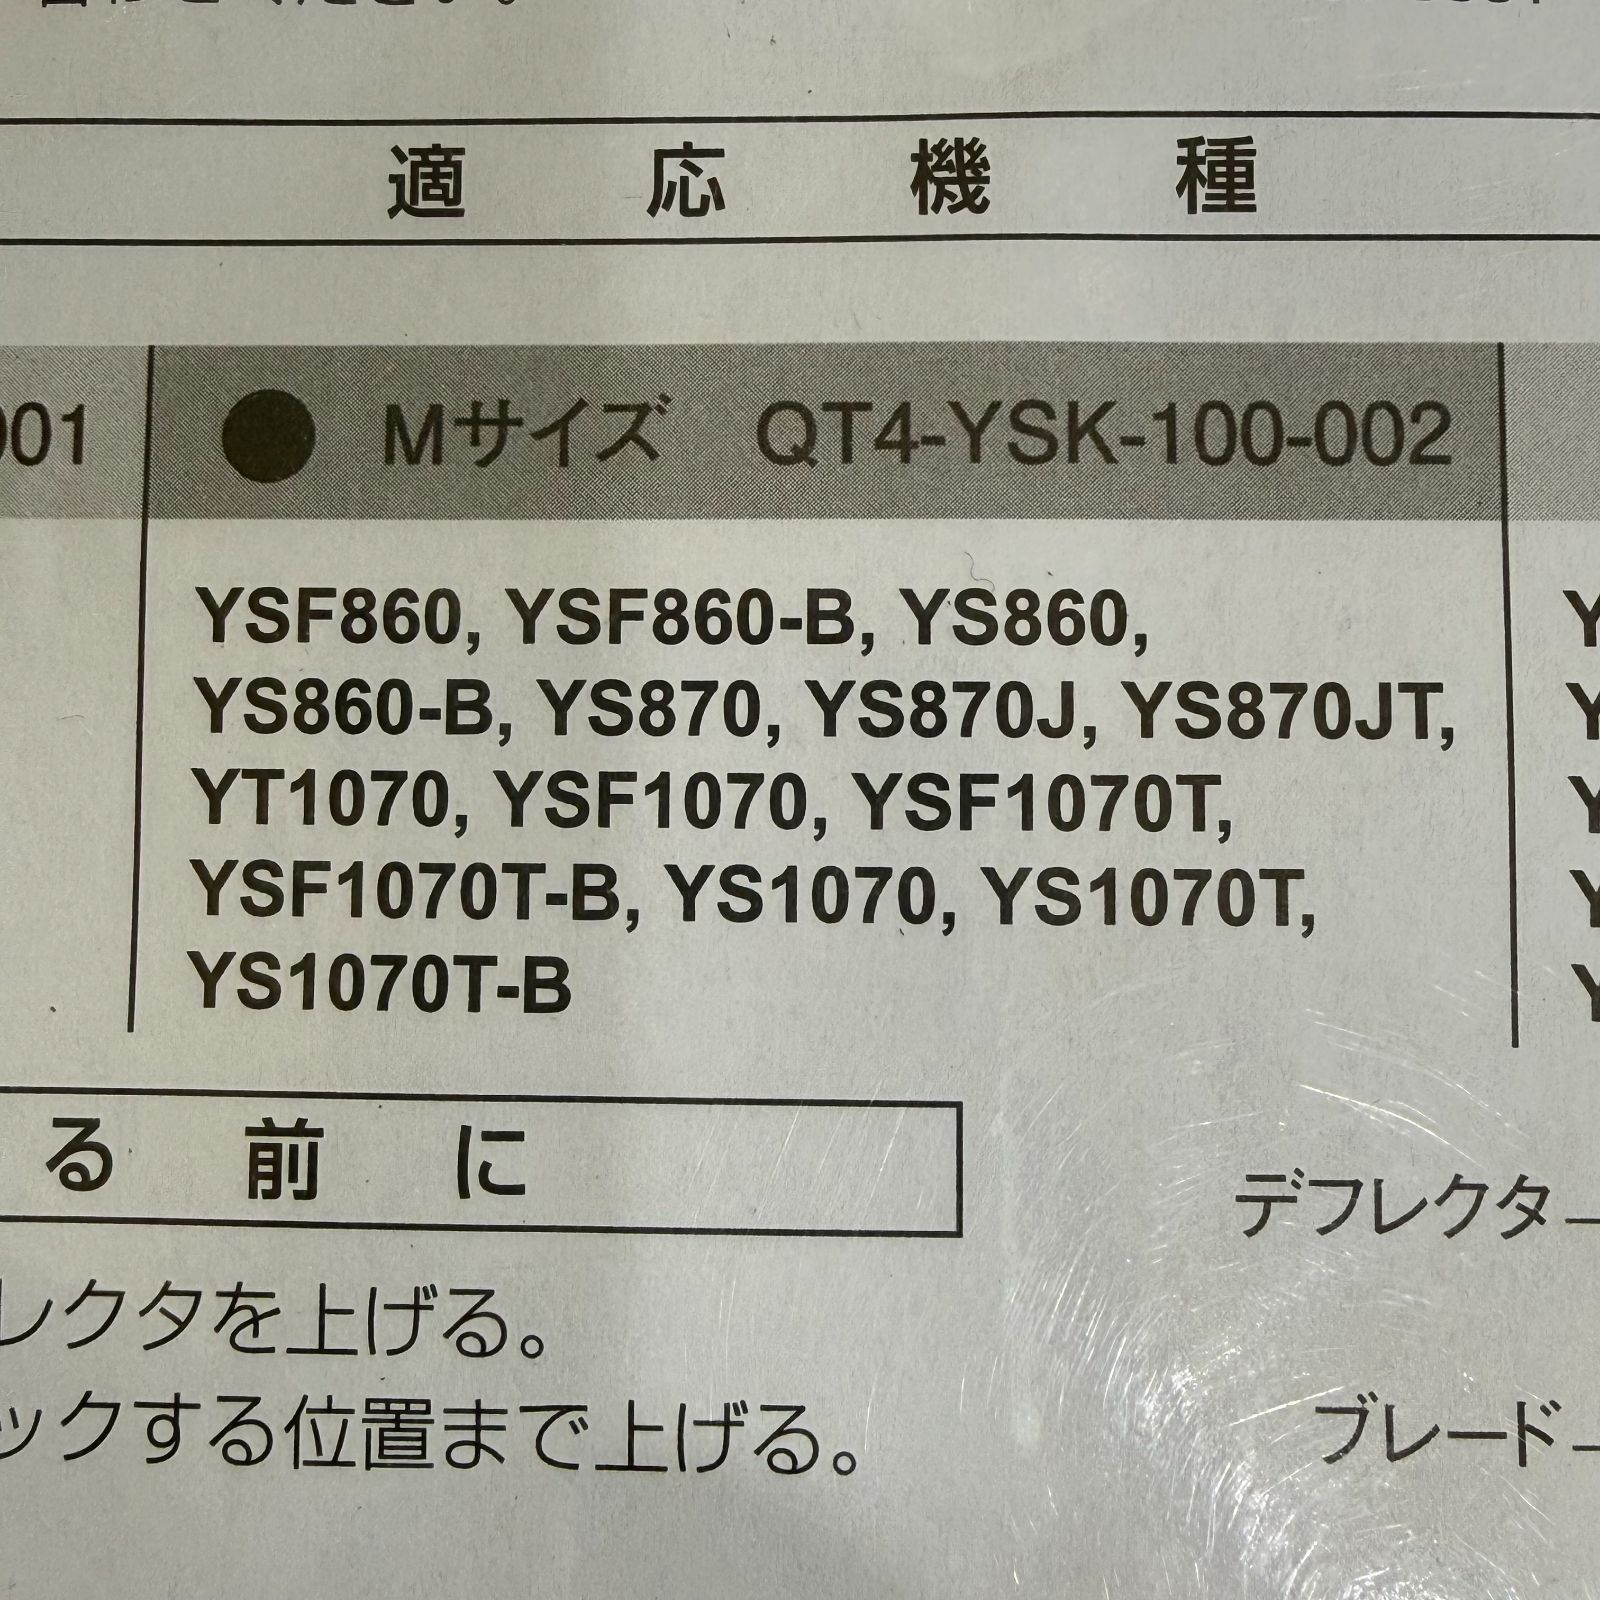 適応機種
001
● Mサイズ QT4-YSK-100-002
YSF860, YSF860-B, YS860,
YS860-B, YS870, YS870J, YS870JT,
YT1070, YSF1070, YSF1070T,
YSF1070T-B, YS1070, YS1070T,
YS1070T-B
る前に
デフレクタ
レクタを上げる。
ックする位置まで上げる。
ブレード